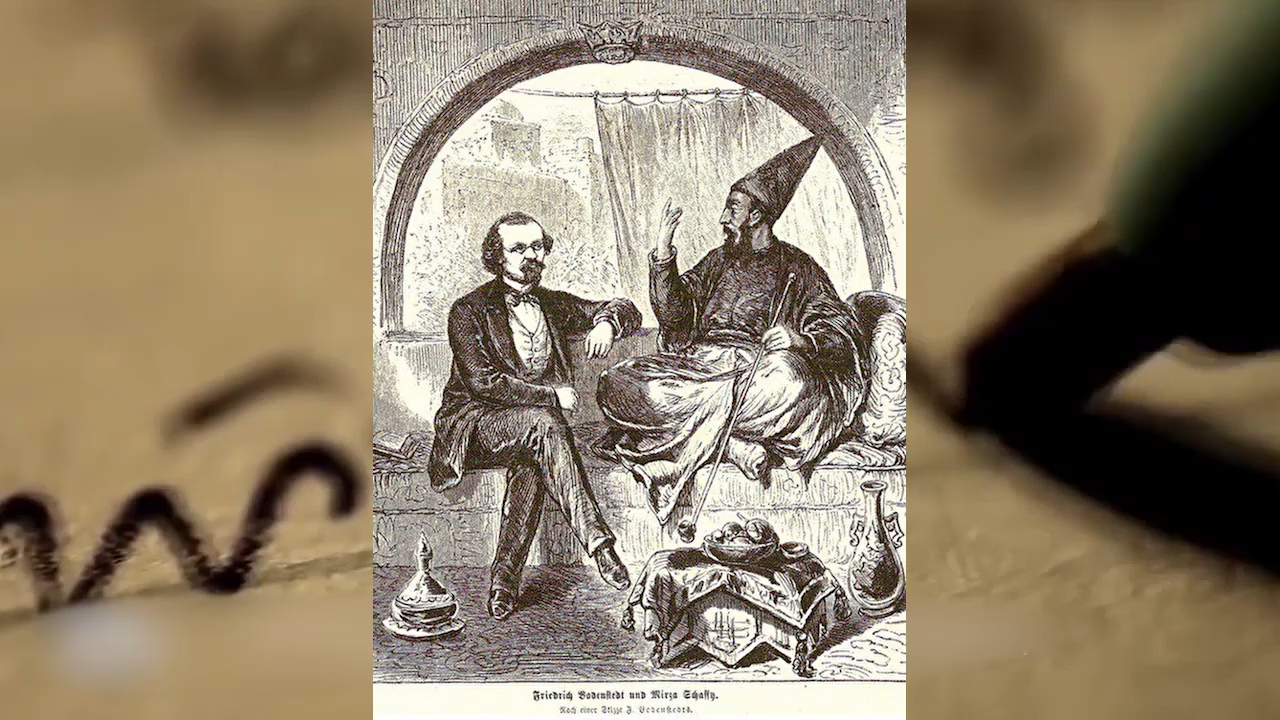 Friedrich Bodenstedt und Mirza Schaffy.
Nach einer Skizze F. Bodenstedts.